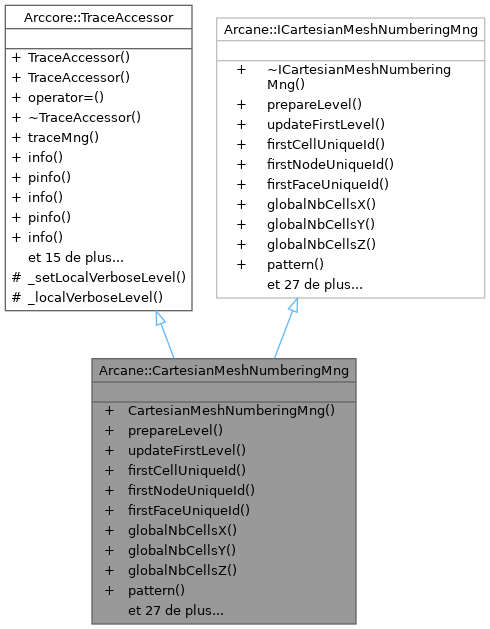 Arccore::TraceAccessor
+ TraceAccessor()
+ TraceAccessor()
+ operator=()
+ ~TraceAccessor()
+ traceMng()
+ info()
+ pinfo()
+ info()
+ pinfo()
+ info()
et 15 de plus...
# _setLocalVerboseLevel()
# _localVerboseLevel()
Arcane::ICartesianMeshNumberingMng
+ ~ICartesianMeshNumbering
Mng()
+ prepareLevel()
+ updateFirstLevel()
+ firstCellUniqueId()
+ firstNodeUniqueId()
+ firstFaceUniqueId()
+ globalNbCellsX()
+ globalNbCellsY()
+ globalNbCellsZ()
+ pattern()
et 27 de plus...
Arcane::CartesianMeshNumberingMng
+ CartesianMeshNumberingMng()
+ prepareLevel()
+ updateFirstLevel()
+ firstCellUniqueId()
+ firstNodeUniqueId()
+ firstFaceUniqueId()
+ globalNbCellsX()
+ globalNbCellsY()
+ globalNbCellsZ()
+ pattern()
et 27 de plus...